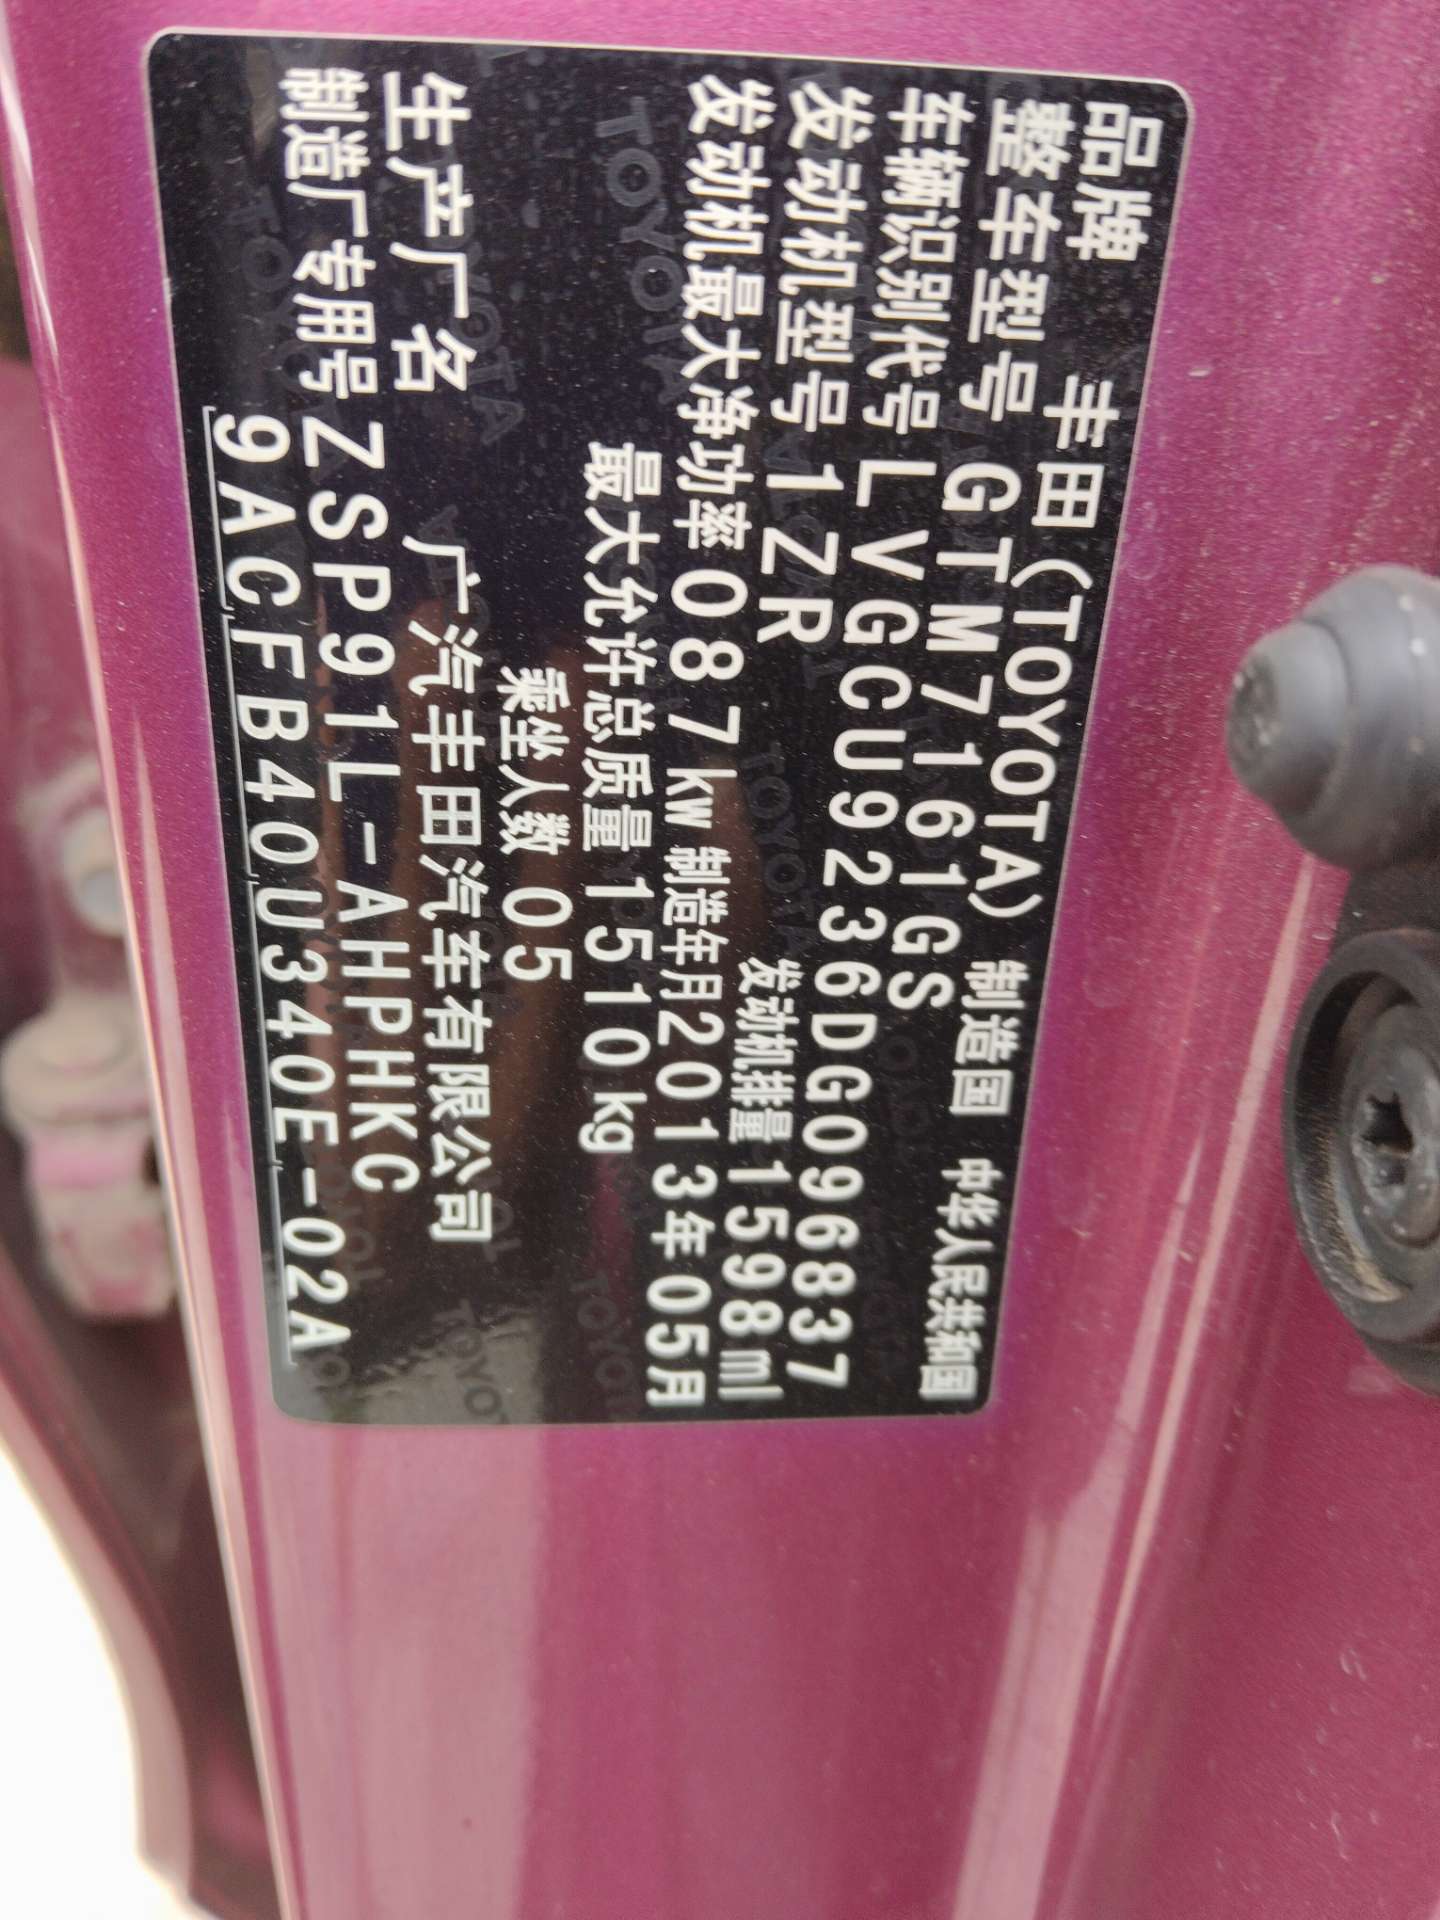 品牌 丰田(TOYOTA) 制造国 中华人民共和国
整车型号 GTM7161GS
车辆识别代号 LVGCU9236DG096837
发动机型号 1ZR 发动机排量 1598ml
发动机最大净功率 087kW 制造年月 2013年05月
最大允许总质量 1510kg
乘坐人数 05
生产厂名 广汽丰田汽车有限公司
制造厂专用号 ZSP91L-AHPHKC
9ACFB40U340E-02A